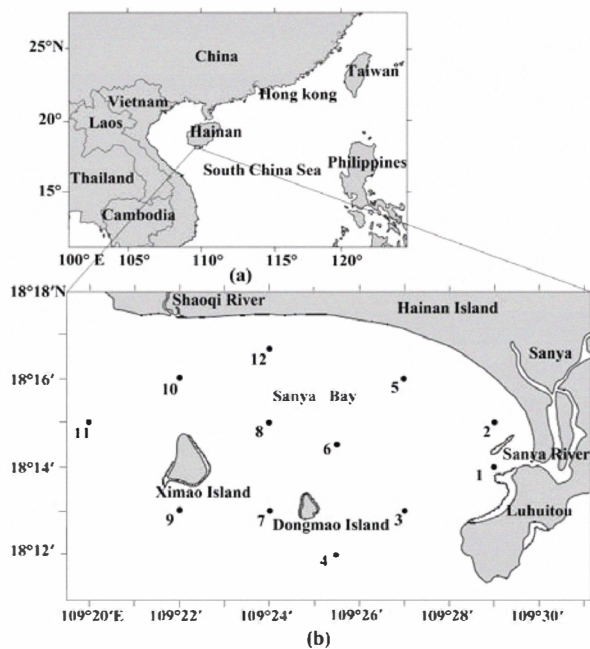 25°N
China
Taiwan
Hong kong
Vietnam
20°
Laos
Hainan
Philippines
South China Sea
Thailand
15°
Cambodia
100° E 105° 110° 115° 120°
(a)
18°18'N
Shaoqi River
Hainan Island
Sanya
12
18°16'
10
5
Sanya Bay
11
8
2
6
Sanya River
18°14'
1
Ximao Island
Luhuitou
9
7
Dongmao Island
3
18°12'
4
109°20'E 109°22' 109°24' 109°26' 109°28' 109°30'
(b)